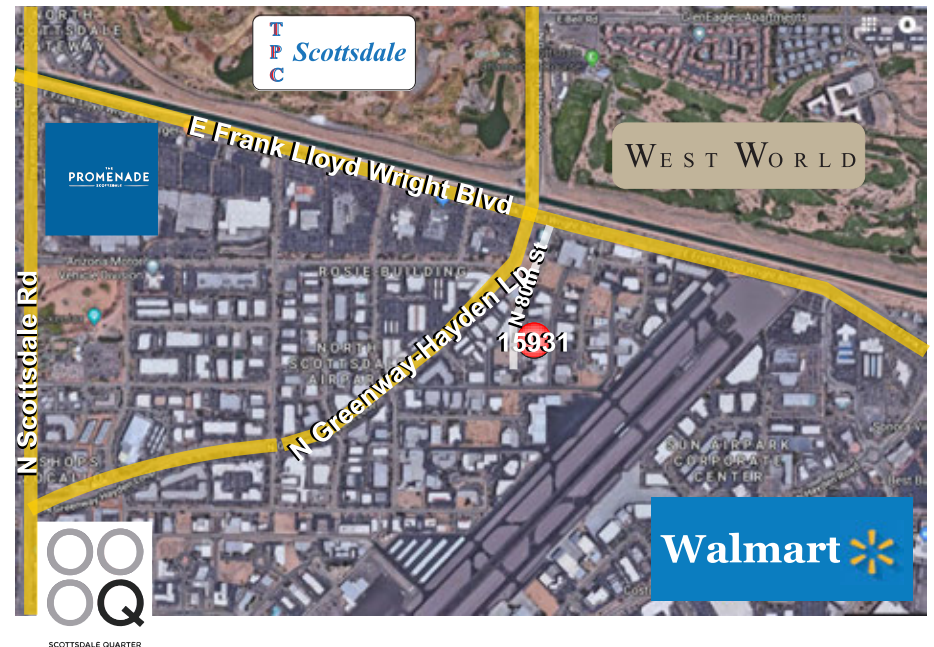 NORTH
SCOTTSDALE
GATEWAY
T
P
C
Scottsdale
E Bell Rd
GlenEagles Apartments
E Frank Lloyd Wright Blvd
THE
PROMENADE
SCOTTSDALE
WEST WORLD
Arizona Motor
Vehicle Division
ROSIE BUILDING
N 80th St
N Greenway-Hayden Lp
15931
NORTH
SCOTTSDALE
AIRPARK
N Scottsdale Rd
SUN AIRPARK
CORPORATE
CENTER
SHOPS
Walmart
Q
SCOTTSDALE QUARTER